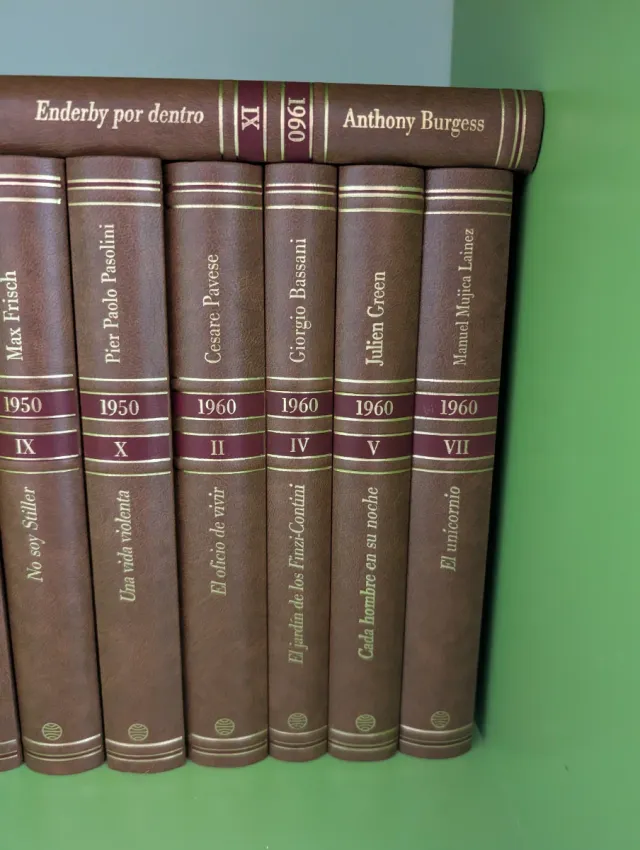 Enderby por dentro
XI
1960
Anthony Burgess
Max Frisch
1950
IX
No soy Stiller
Pier Paolo Pasolini
1950
X
Una vida violenta
Cesare Pavese
1960
II
El oficio de vivir
Giorgio Bassani
1960
IV
El jardín de los Finzi-Contini
Julien Green
1960
V
Cada hombre en su noche
Manuel Mujica Lainez
1960
VII
El unicornio